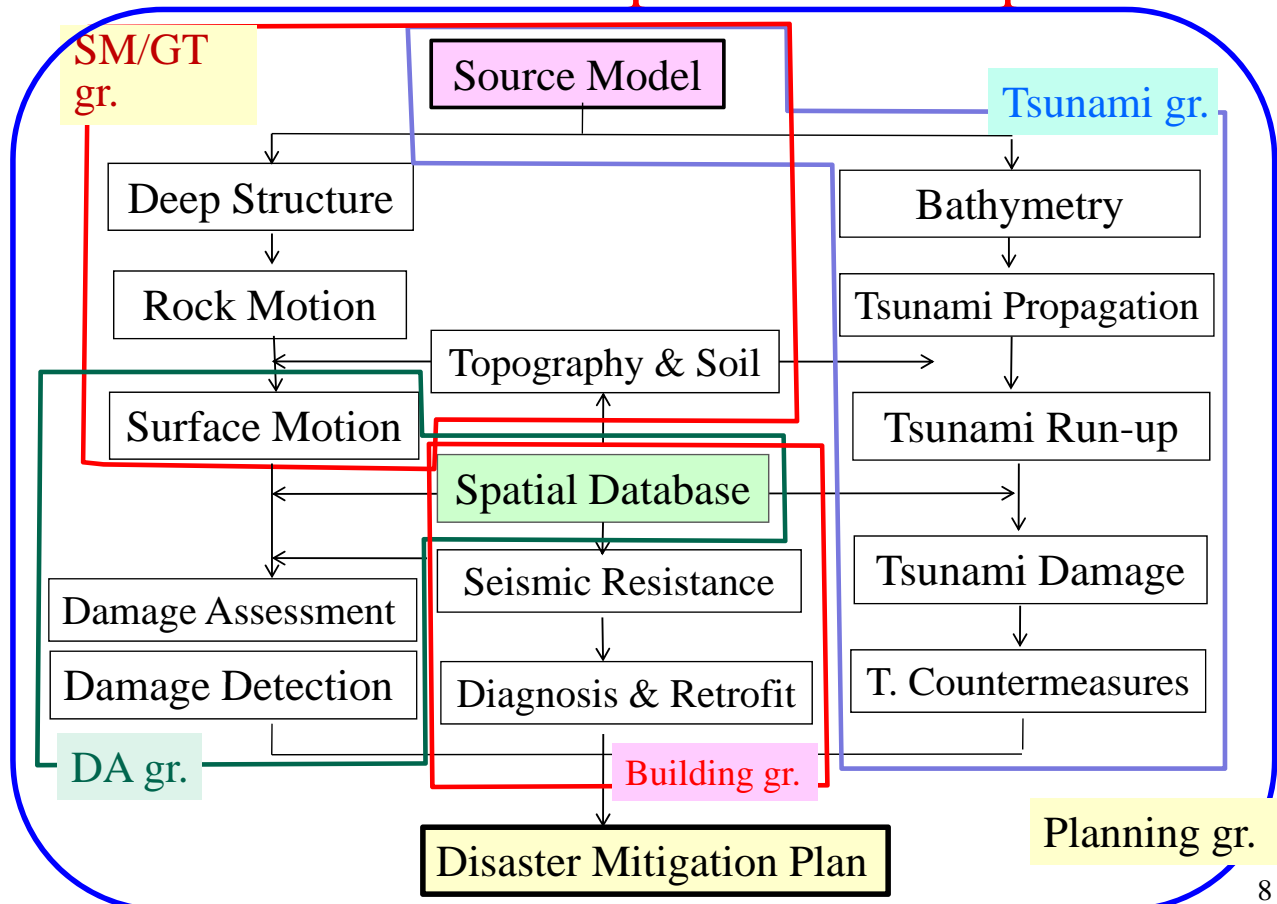 SM/GT
gr.
Source Model
Tsunami gr.
Deep Structure
Bathymetry
Rock Motion
Tsunami Propagation
Topography & Soil
Surface Motion
Tsunami Run-up
Spatial Database
Seismic Resistance
Tsunami Damage
Damage Assessment
Damage Detection
Diagnosis & Retrofit
T. Countermeasures
DA gr.
Building gr.
Planning gr.
Disaster Mitigation Plan
8